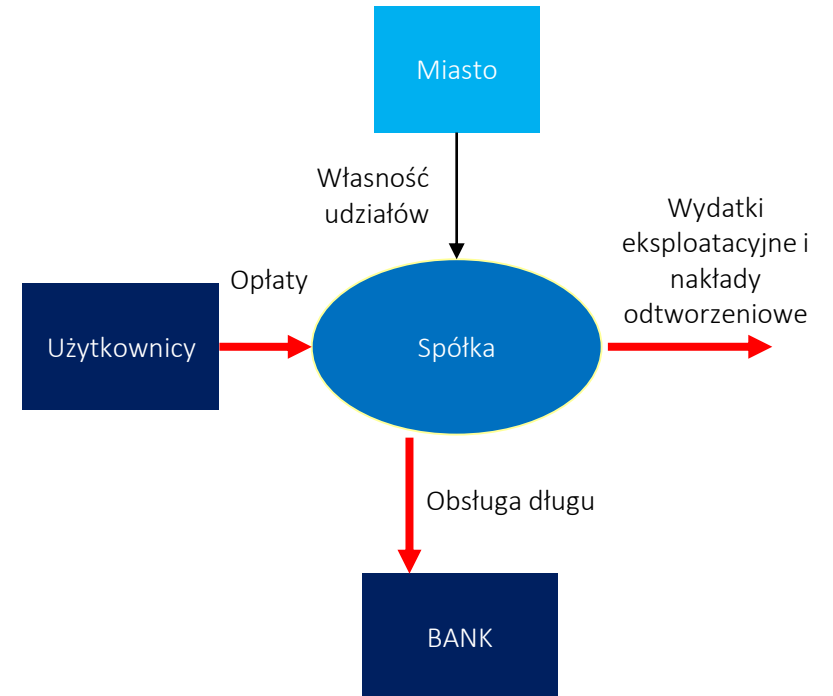 Miasto
Własność
udziałów
Wydatki
eksploatacyjne i
nakłady
odtworzeniowe
Opłaty
Użytkownicy
Spółka
Obsługa długu
BANK